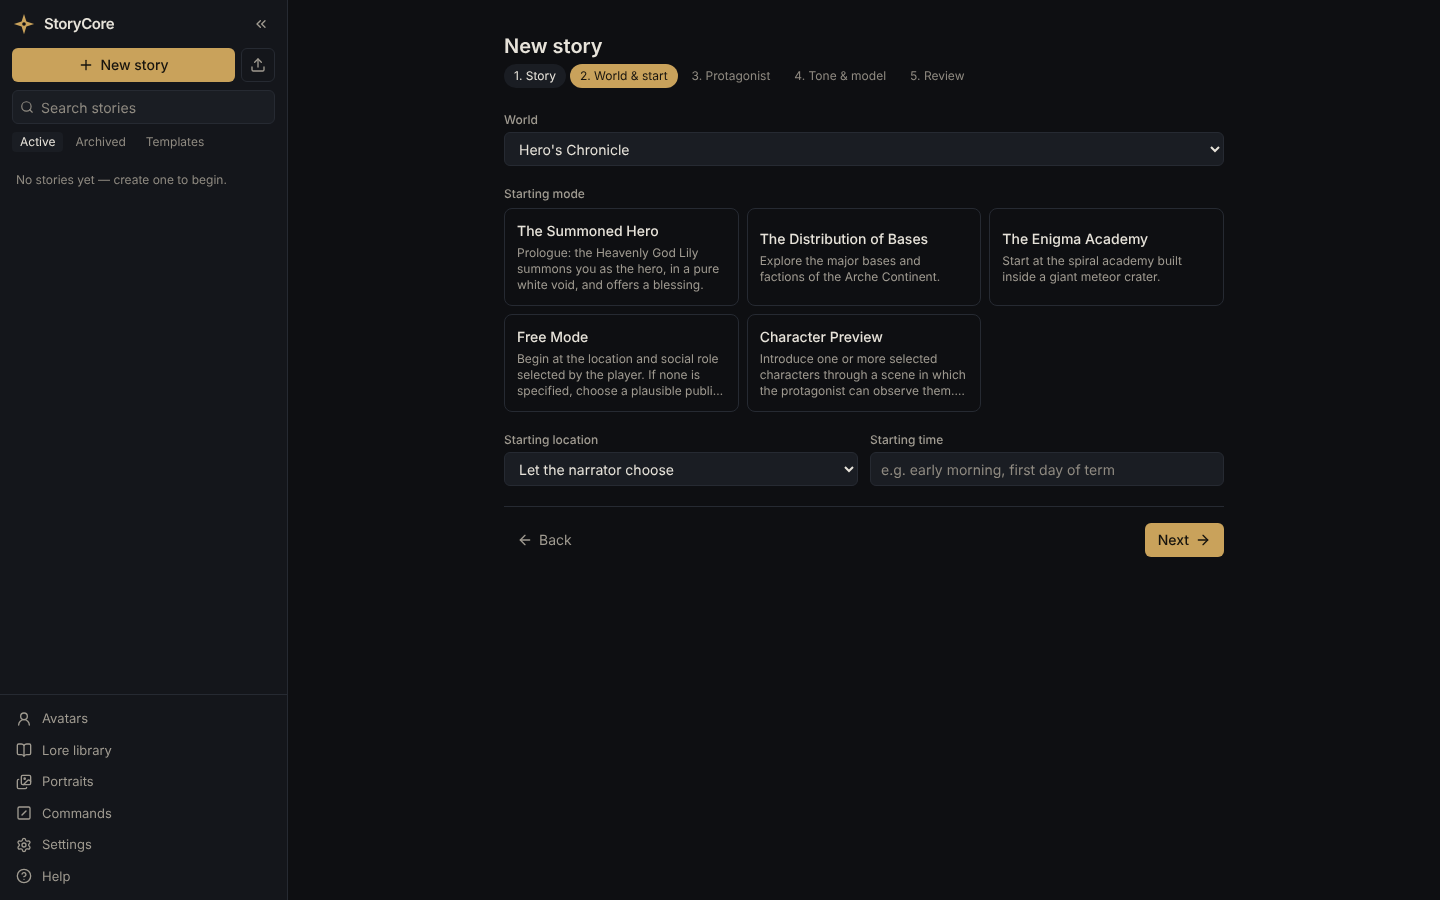 StoryCore
New story
Search stories
Active Archived Templates
No stories yet — create one to begin.
Avatars
Lore library
Portraits
Commands
Settings
Help
New story
1. Story 2. World & start 3. Protagonist 4. Tone & model 5. Review
World
Hero's Chronicle
Starting mode
The Summoned Hero
Prologue: the Heavenly God Lily
summons you as the hero, in a pure
white void, and offers a blessing.
The Distribution of Bases
Explore the major bases and
factions of the Arche Continent.
The Enigma Academy
Start at the spiral academy built
inside a giant meteor crater.
Free Mode
Begin at the location and social role
selected by the player. If none is
specified, choose a plausible publi...
Character Preview
Introduce one or more selected
characters through a scene in which
the protagonist can observe them....
Starting location
Let the narrator choose
Starting time
e.g. early morning, first day of term
Back
Next